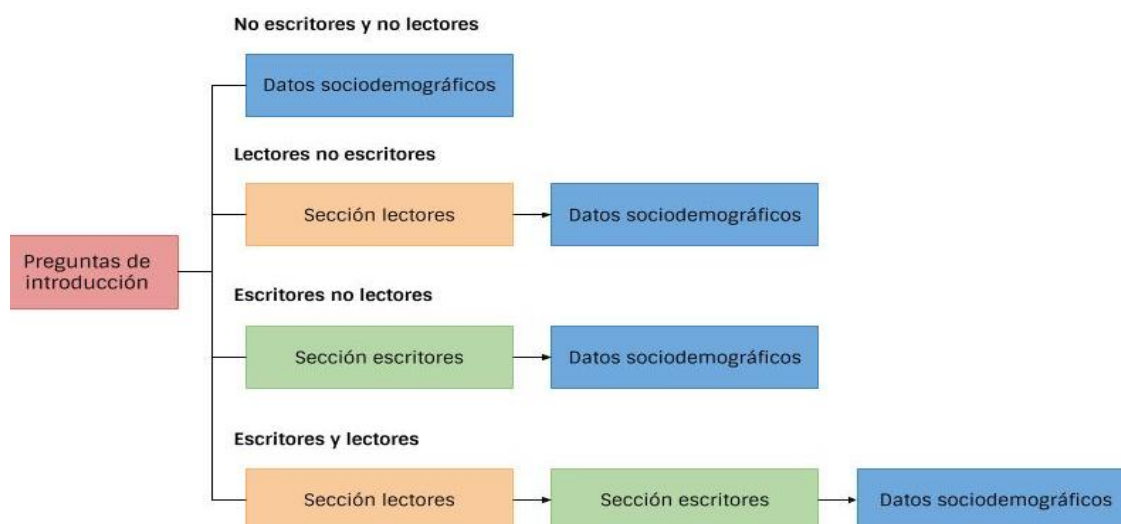 No escritores y no lectores
Datos sociodemográficos
Lectores no escritores
Sección lectores
Datos sociodemográficos
Preguntas de
introducción
Escritores no lectores
Sección escritores
Datos sociodemográficos
Escritores y lectores
Sección lectores
Sección escritores
Datos sociodemográficos